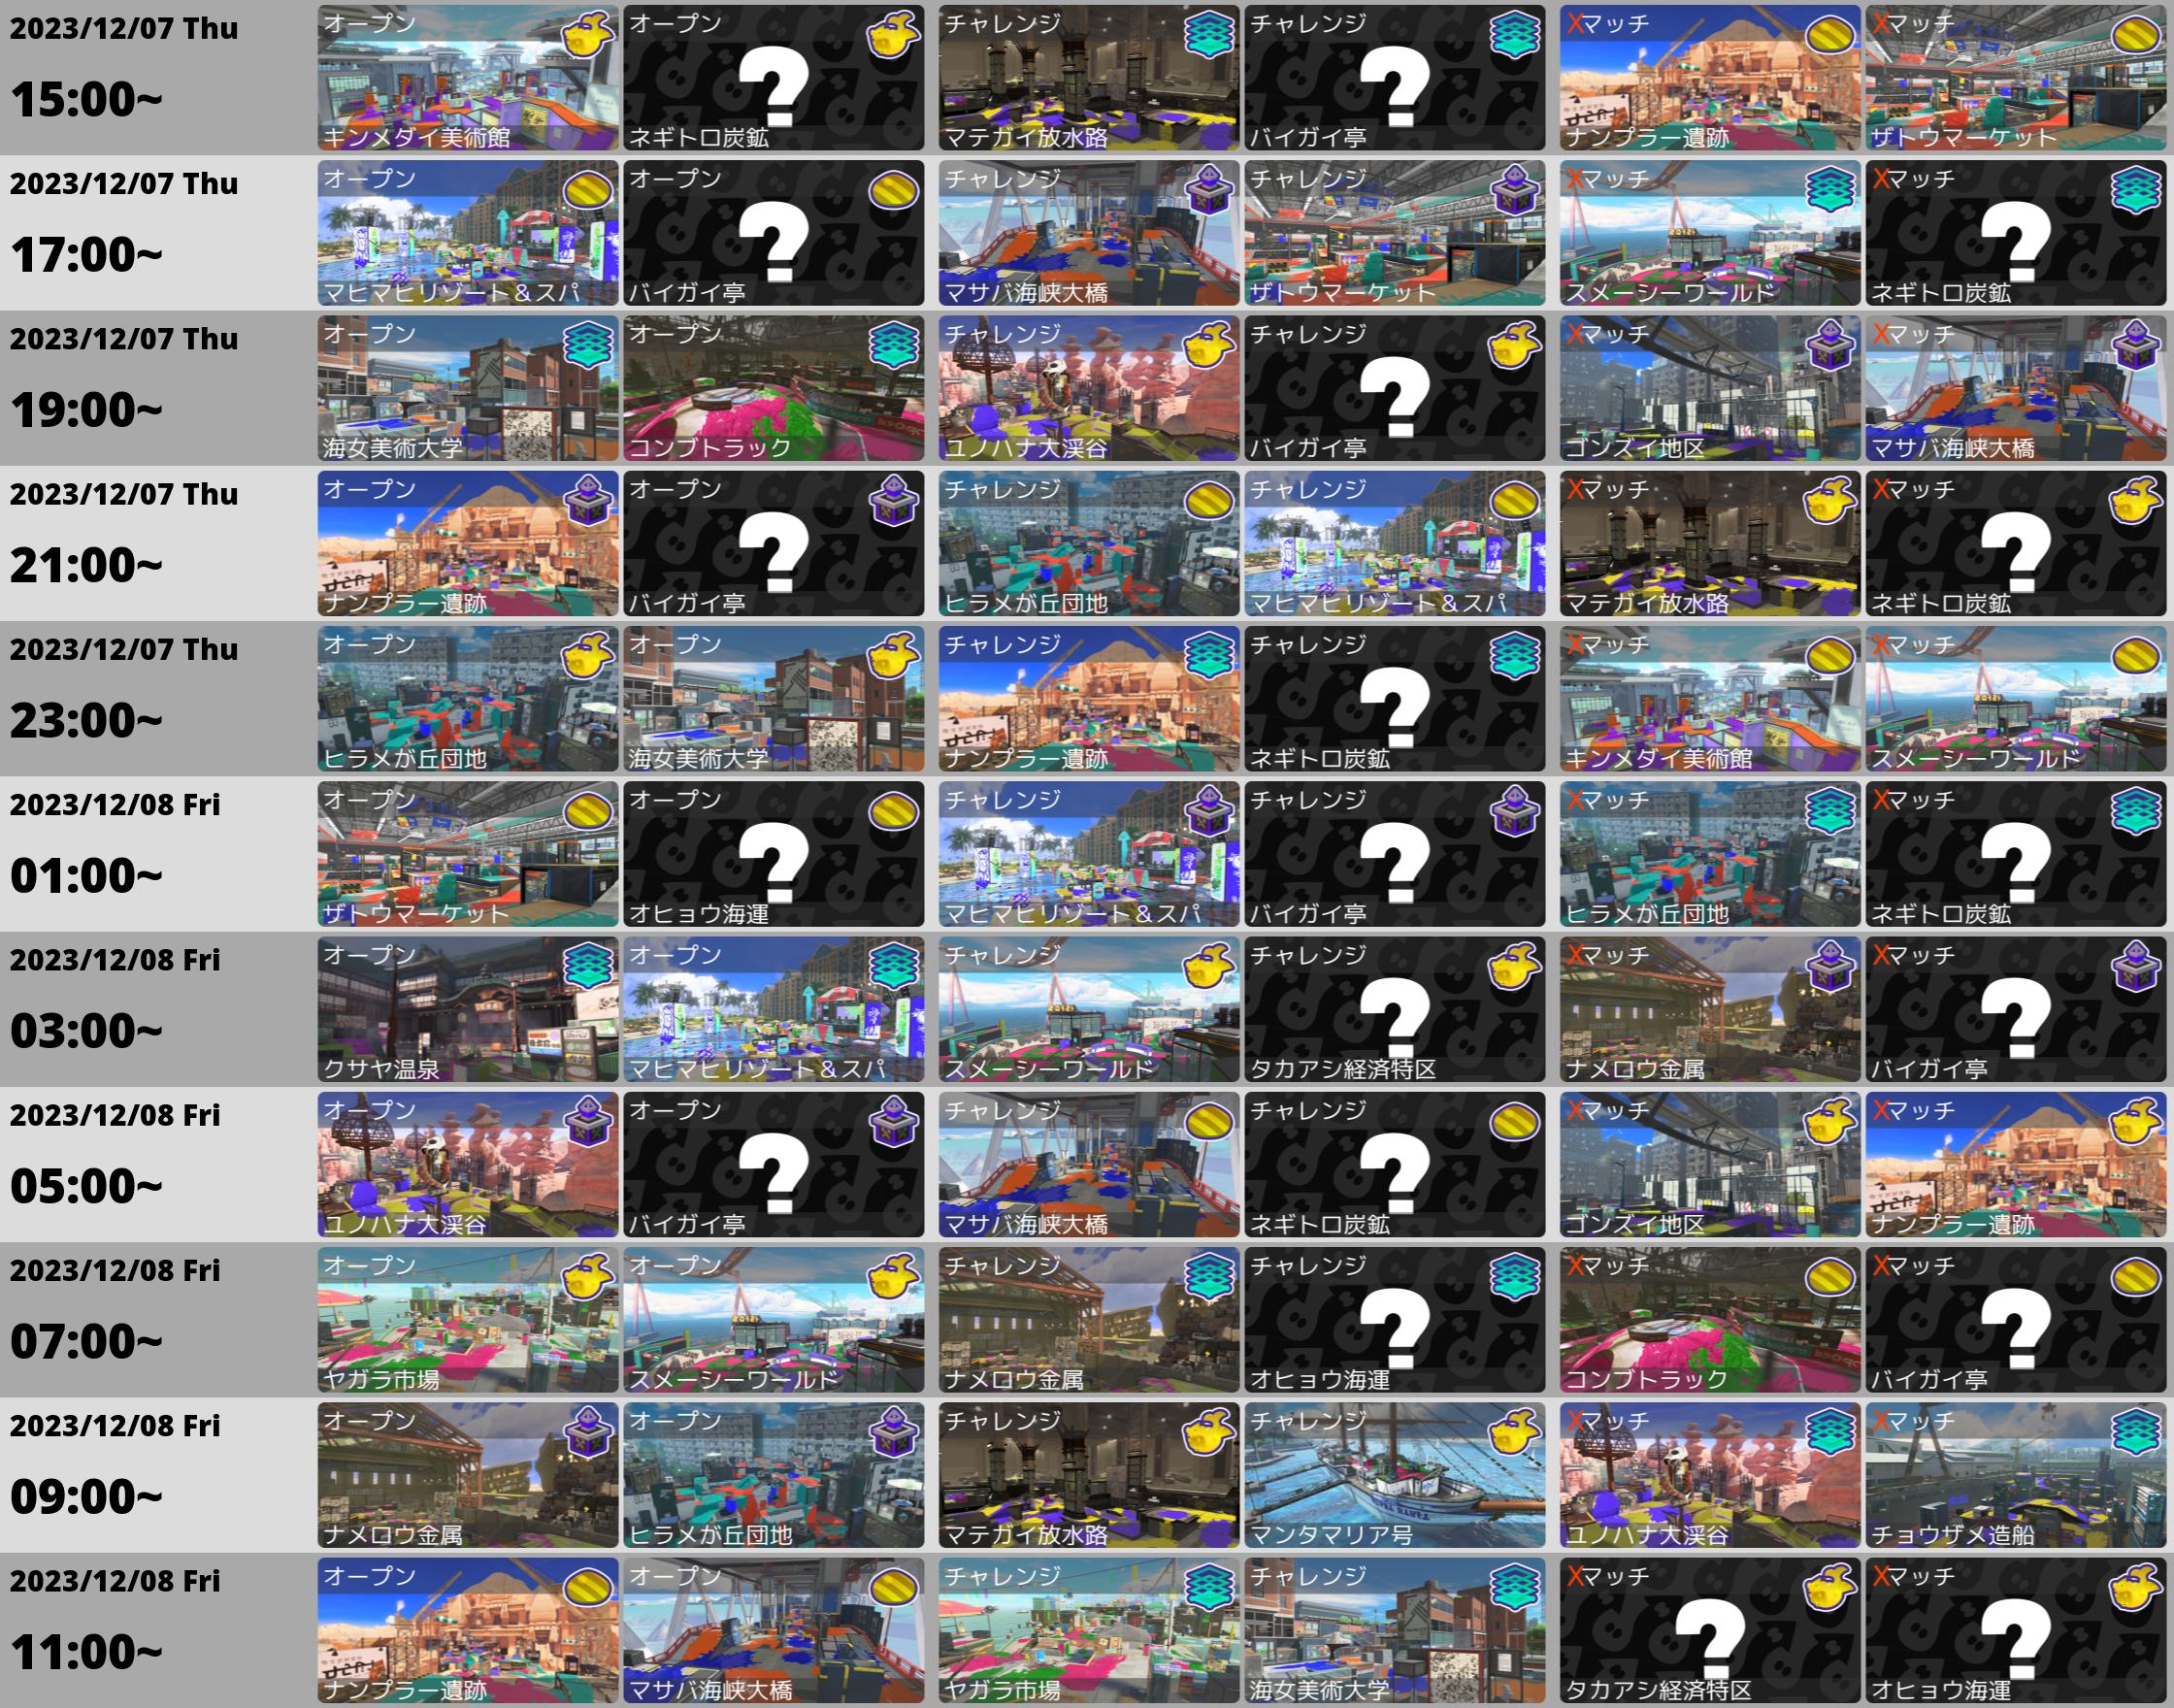 2023/12/07 Thu
15:00~
オープン
キンメダイ美術館
オープン
ネギトロ炭鉱
チャレンジ
マテガイ放水路
チャレンジ
バイガイ亭
Xマッチ
ナンプラー遺跡
Xマッチ
ザトウマーケット
2023/12/07 Thu
17:00~
オープン
マヒマヒリゾート&スパ
オープン
バイガイ亭
チャレンジ
マサバ海峡大橋
チャレンジ
ザトウマーケット
Xマッチ
スメーシーワールド
Xマッチ
ネギトロ炭鉱
2023/12/07 Thu
19:00~
オープン
海女美術大学
オープン
コンブトラック
チャレンジ
ユノハナ大渓谷
チャレンジ
バイガイ亭
Xマッチ
ゴンズイ地区
Xマッチ
マサバ海峡大橋
2023/12/07 Thu
21:00~
オープン
ナンプラー遺跡
オープン
バイガイ亭
チャレンジ
ヒラメが丘団地
チャレンジ
マヒマヒリゾート&スパ
Xマッチ
マテガイ放水路
Xマッチ
ネギトロ炭鉱
2023/12/07 Thu
23:00~
オープン
ヒラメが丘団地
オープン
海女美術大学
チャレンジ
ナンプラー遺跡
チャレンジ
ネギトロ炭鉱
Xマッチ
キンメダイ美術館
Xマッチ
スメーシーワールド
2023/12/08 Fri
01:00~
オープン
ザトウマーケット
オープン
オヒョウ海運
チャレンジ
マヒマヒリゾート&スパ
チャレンジ
バイガイ亭
Xマッチ
ヒラメが丘団地
Xマッチ
ネギトロ炭鉱
2023/12/08 Fri
03:00~
オープン
クサヤ温泉
オープン
マヒマヒリゾート&スパ
チャレンジ
スメーシーワールド
チャレンジ
タカアシ経済特区
Xマッチ
ナメロウ金属
Xマッチ
バイガイ亭
2023/12/08 Fri
05:00~
オープン
ユノハナ大渓谷
オープン
バイガイ亭
チャレンジ
マサバ海峡大橋
チャレンジ
ネギトロ炭鉱
Xマッチ
ゴンズイ地区
Xマッチ
ナンプラー遺跡
2023/12/08 Fri
07:00~
オープン
ヤガラ市場
オープン
スメーシーワールド
チャレンジ
ナメロウ金属
チャレンジ
オヒョウ海運
Xマッチ
コンブトラック
Xマッチ
バイガイ亭
2023/12/08 Fri
09:00~
オープン
ナメロウ金属
オープン
ヒラメが丘団地
チャレンジ
マテガイ放水路
チャレンジ
マンタマリア号
Xマッチ
ユノハナ大渓谷
Xマッチ
チョウザメ造船
2023/12/08 Fri
11:00~
オープン
ナンプラー遺跡
オープン
マサバ海峡大橋
チャレンジ
ヤガラ市場
チャレンジ
海女美術大学
Xマッチ
タカアシ経済特区
Xマッチ
オヒョウ海運